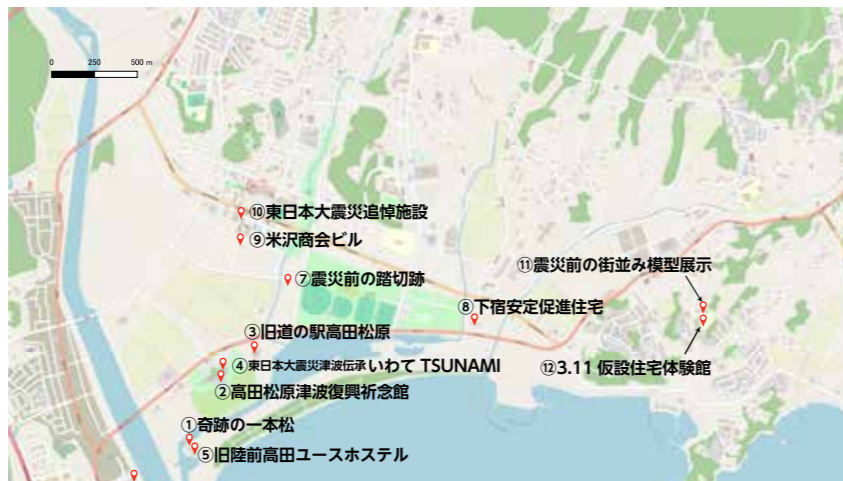 0 250 500 m
⑩東日本大震災追悼施設
⑨米沢商会ビル
⑪震災前の街並み模型展示
⑦震災前の踏切跡
⑧下宿安定促進住宅
③旧道の駅高田松原
④東日本大震災津波伝承いわて TSUNAMI
⑫3.11 仮設住宅体験館
②高田松原津波復興祈念館
①奇跡の一本松
⑤旧陸前高田ユースホステル